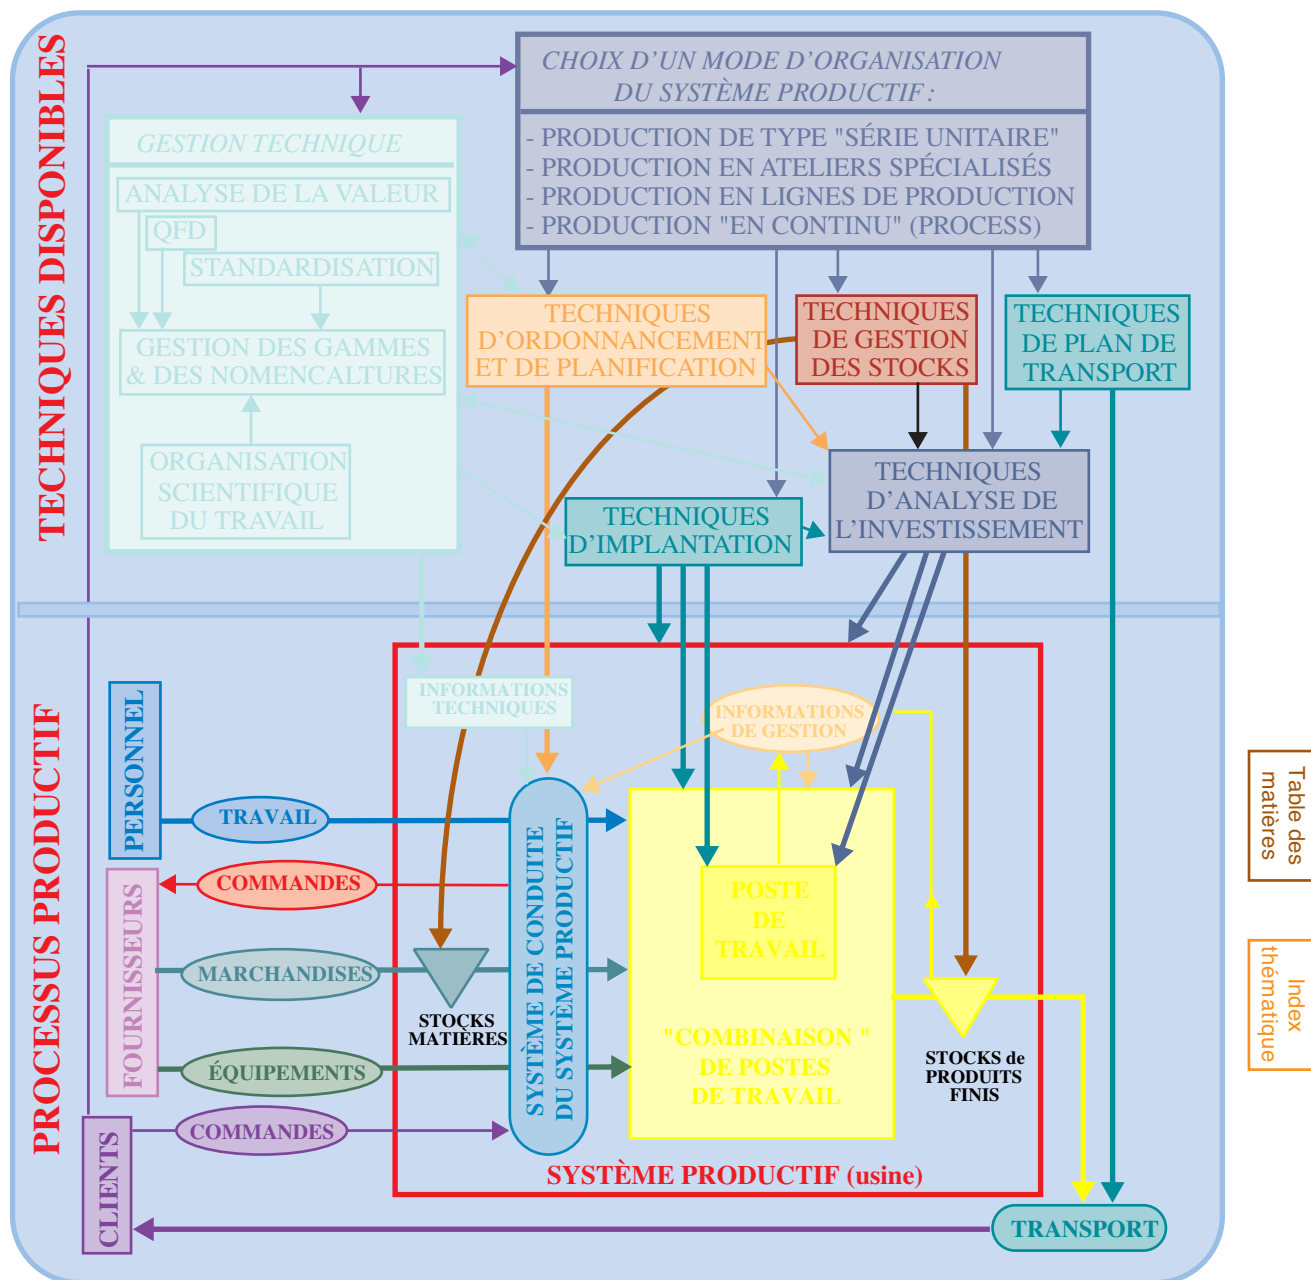 TECHNIQUES DISPONIBLES
CHOIX D'UN MODE D'ORGANISATION
DU SYSTÈME PRODUCTIF :
- PRODUCTION DE TYPE "SÉRIE UNITAIRE"
- PRODUCTION EN ATELIERS SPÉCIALISÉS
- PRODUCTION EN LIGNES DE PRODUCTION
- PRODUCTION "EN CONTINU" (PROCESS)
GESTION TECHNIQUE
ANALYSE DE LA VALEUR
QFD
STANDARDISATION
GESTION DES GAMMES
& DES NOMENCALTURES
ORGANISATION
SCIENTIFIQUE
DU TRAVAIL
TECHNIQUES
D'ORDONNANCEMENT
ET DE PLANIFICATION
TECHNIQUES
DE GESTION
DES STOCKS
TECHNIQUES
DE PLAN DE
TRANSPORT
TECHNIQUES
D'ANALYSE DE
L'INVESTISSEMENT
TECHNIQUES
D'IMPLANTATION
PROCESSUS PRODUCTIF
INFORMATIONS
TECHNIQUES
INFORMATIONS
DE GESTION
PERSONNEL
TRAVAIL
FOURNISSEURS
COMMANDES
MARCHANDISES
STOCKS
MATIÈRES
ÉQUIPEMENTS
CLIENTS
COMMANDES
SYSTÈME DE CONDUITE
DU SYSTÈME PRODUCTIF
POSTE
DE
TRAVAIL
"COMBINAISON "
DE POSTES
DE TRAVAIL
STOCKS de
PRODUITS
FINIS
SYSTÈME PRODUCTIF (usine)
TRANSPORT
Table des
matières
Index
thématique